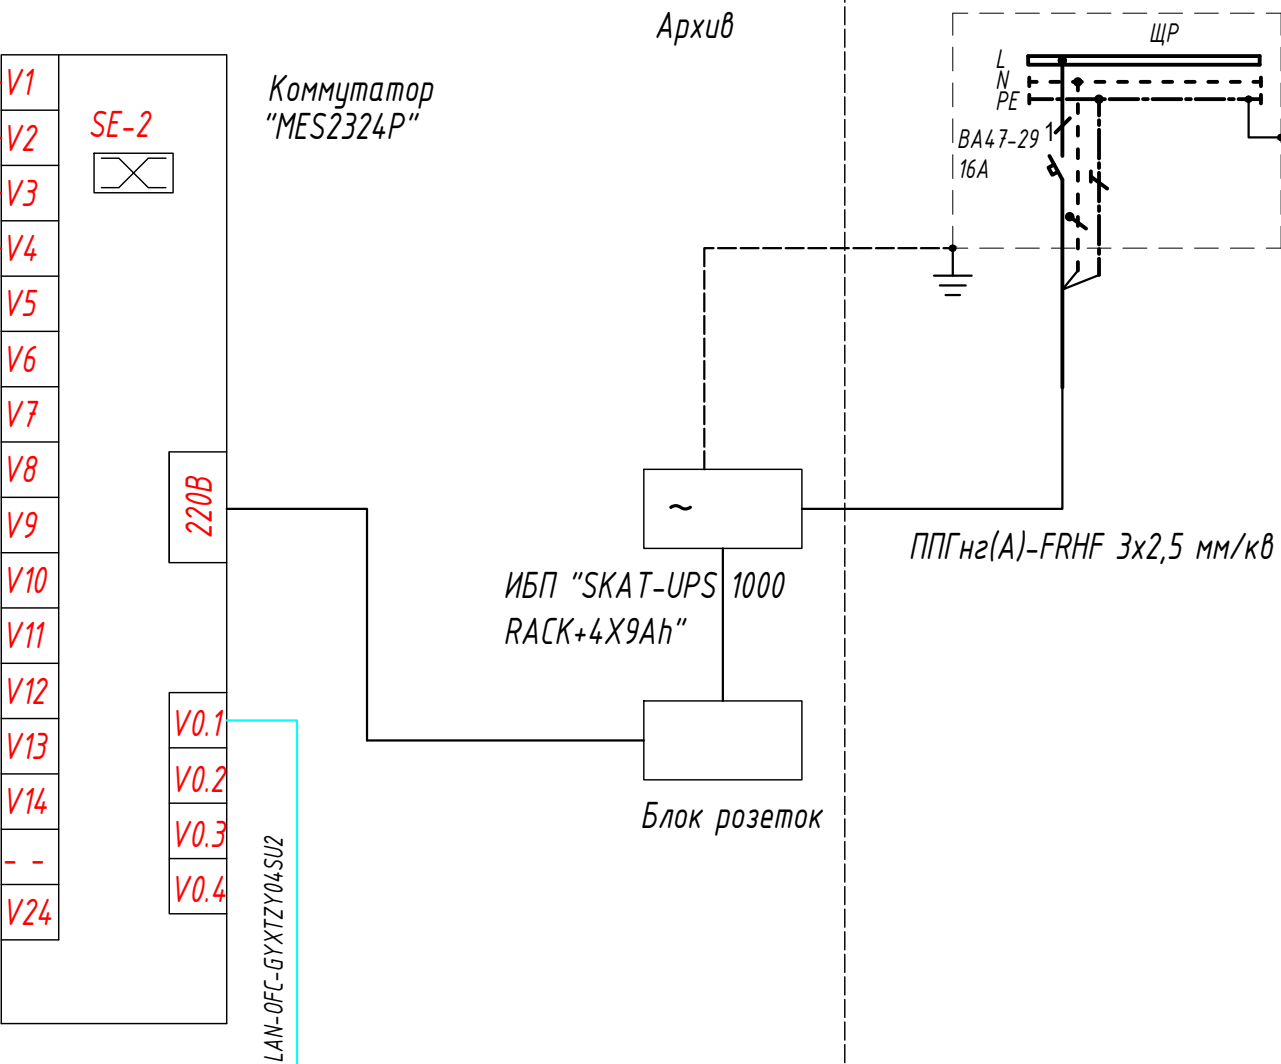 Архив
ЩР
L
N
PE
1
ВА47-29
16А
V1
V2
V3
V4
V5
V6
V7
V8
V9
V10
V11
V12
V13
V14
- -
V24
SE-2
Коммутатор
"MES2324P"
220В
~
ИБП "SKAT-UPS 1000
RACK+4X9Ah"
ППГнг(А)-FRHF 3х2,5 мм/кв
V0.1
V0.2
V0.3
V0.4
Блок розеток
LAN-OFC-GYXTZY04SU2